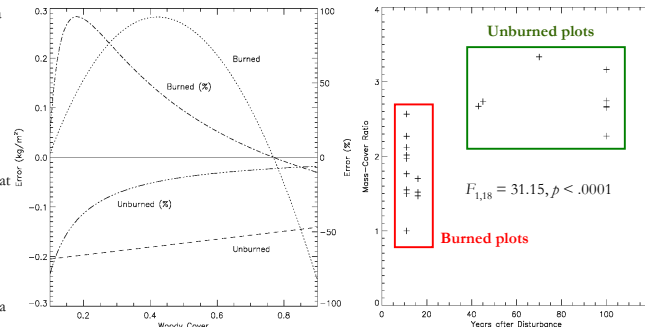 0.3
0.2
0.1
0.0
−0.1
−0.2
−0.3
Error (kg/m²)
100
50
0
−50
−100
Error (%)
0.2
0.4
0.6
0.8
Woody Cover
Burned
Burned (%)
Unburned (%)
Unburned
at
a
4
3
2
1
0
Mass−Cover Ratio
0
20
40
60
80
100
Years after Disturbance
Unburned plots
F1,18 = 31.15, p < .0001
Burned plots